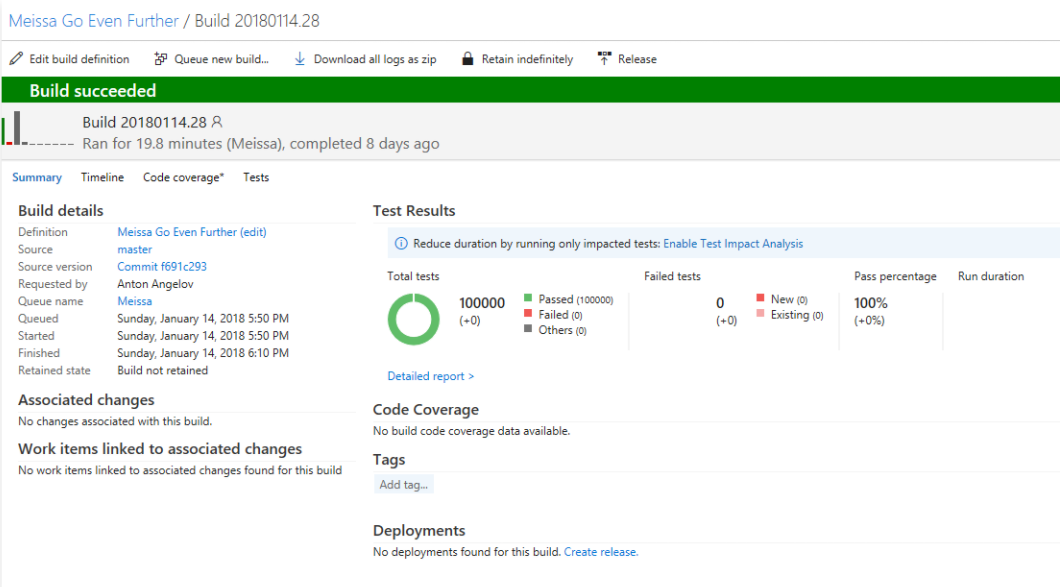 Meissa Go Even Further / Build 20180114.28
Edit build definition Queue new build... Download all logs as zip Retain indefinitely Release
Build succeeded
Build 20180114.28
Ran for 19.8 minutes (Meissa), completed 8 days ago
Summary Timeline Code coverage* Tests
Build details
Definition Meissa Go Even Further (edit)
Source master
Source version Commit f691c293
Requested by Anton Angelov
Queue name Meissa
Queued Sunday, January 14, 2018 5:50 PM
Started Sunday, January 14, 2018 5:50 PM
Finished Sunday, January 14, 2018 6:10 PM
Retained state Build not retained
Associated changes
No changes associated with this build.
Work items linked to associated changes
No work items linked to associated changes found for this build
Test Results
Reduce duration by running only impacted tests: Enable Test Impact Analysis
Total tests Failed tests Pass percentage Run duration
100000 Passed (100000) 0 New (0) 100%
(+0) Failed (0) (+0) Existing (0) (+0%)
Others (0)
Detailed report >
Code Coverage
No build code coverage data available.
Tags
Add tag...
Deployments
No deployments found for this build. Create release.